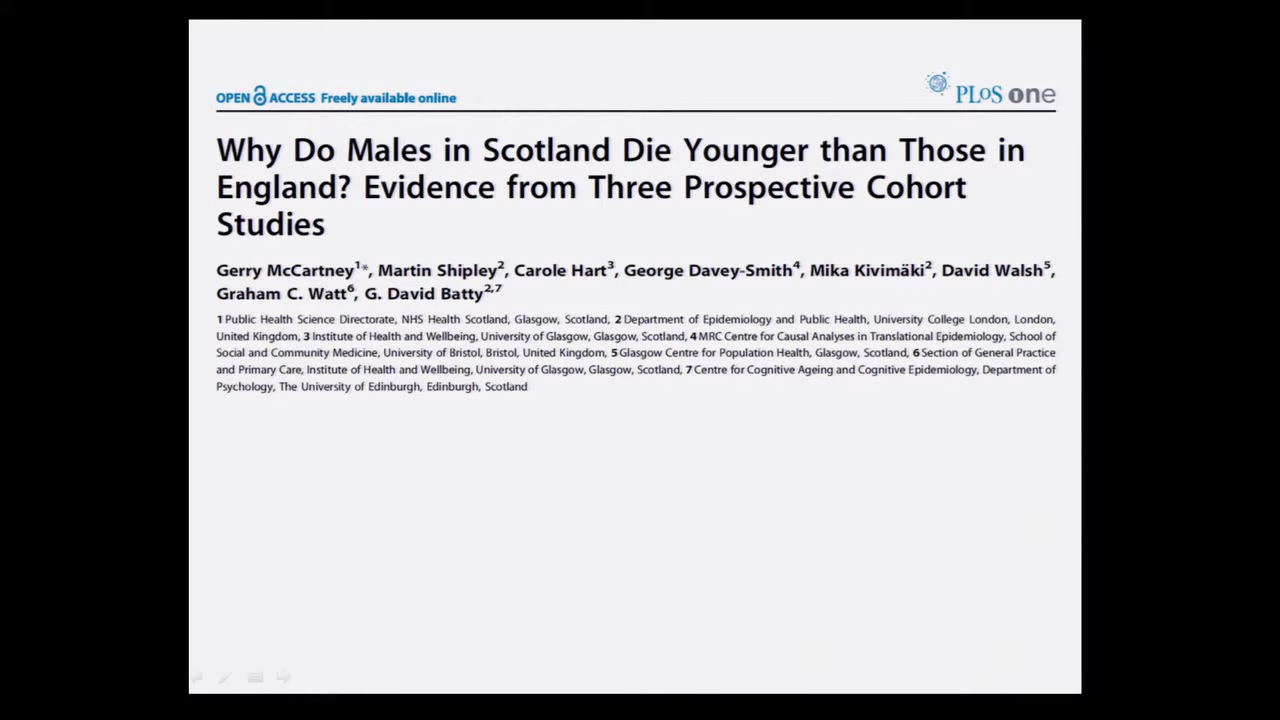 OPEN ACCESS Freely available online
PLoS one
Why Do Males in Scotland Die Younger than Those in
England? Evidence from Three Prospective Cohort
Studies
Gerry McCartney1*, Martin Shipley2, Carole Hart3, George Davey-Smith4, Mika Kivimäki2, David Walsh5,
Graham C. Watt6, G. David Batty2,7
1 Public Health Science Directorate, NHS Health Scotland, Glasgow, Scotland, 2 Department of Epidemiology and Public Health, University College London, London,
United Kingdom, 3 Institute of Health and Wellbeing, University of Glasgow, Glasgow, Scotland, 4 MRC Centre for Causal Analyses in Translational Epidemiology, School of
Social and Community Medicine, University of Bristol, Bristol, United Kingdom, 5 Glasgow Centre for Population Health, Glasgow, Scotland, 6 Section of General Practice
and Primary Care, Institute of Health and Wellbeing, University of Glasgow, Glasgow, Scotland, 7 Centre for Cognitive Ageing and Cognitive Epidemiology, Department of
Psychology, The University of Edinburgh, Edinburgh, Scotland